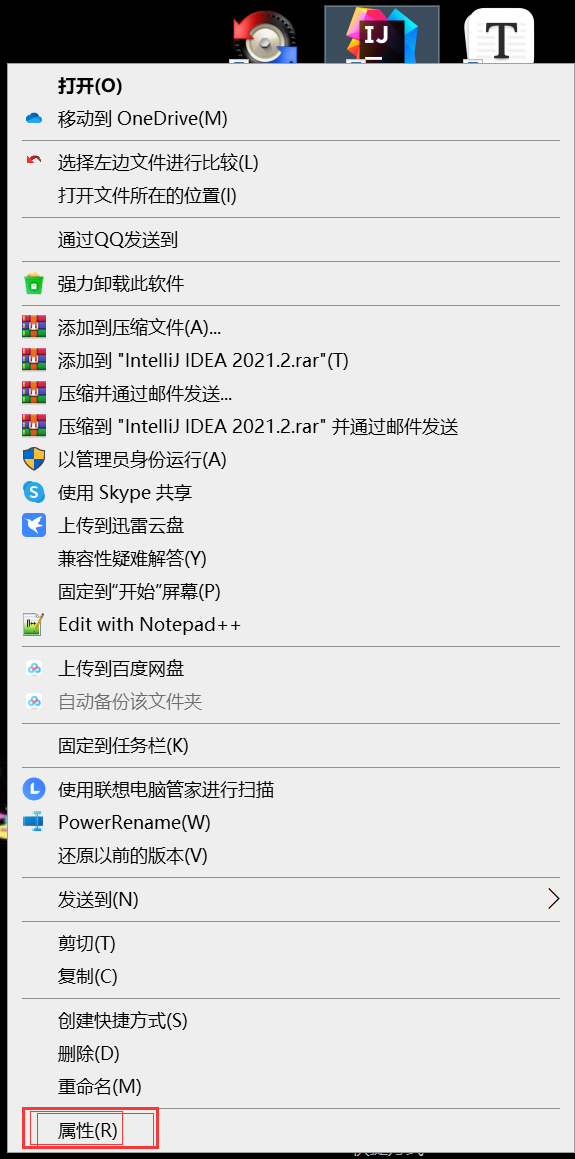 IJ
T
打开(O)
移动到 OneDrive(M)
选择左边文件进行比较(L)
打开文件所在的位置(I)
通过QQ发送到
强力卸载此软件
添加到压缩文件(A)...
添加到 "IntelliJ IDEA 2021.2.rar"(T)
压缩并通过邮件发送...
压缩到 "IntelliJ IDEA 2021.2.rar" 并通过邮件发送
以管理员身份运行(A)
使用 Skype 共享
上传到迅雷云盘
兼容性疑难解答(Y)
固定到“开始”屏幕(P)
Edit with Notepad++
上传到百度网盘
自动备份该文件夹
固定到任务栏(K)
使用联想电脑管家进行扫描
PowerRename(W)
还原以前的版本(V)
发送到(N)
剪切(T)
复制(C)
创建快捷方式(S)
删除(D)
重命名(M)
属性(R)